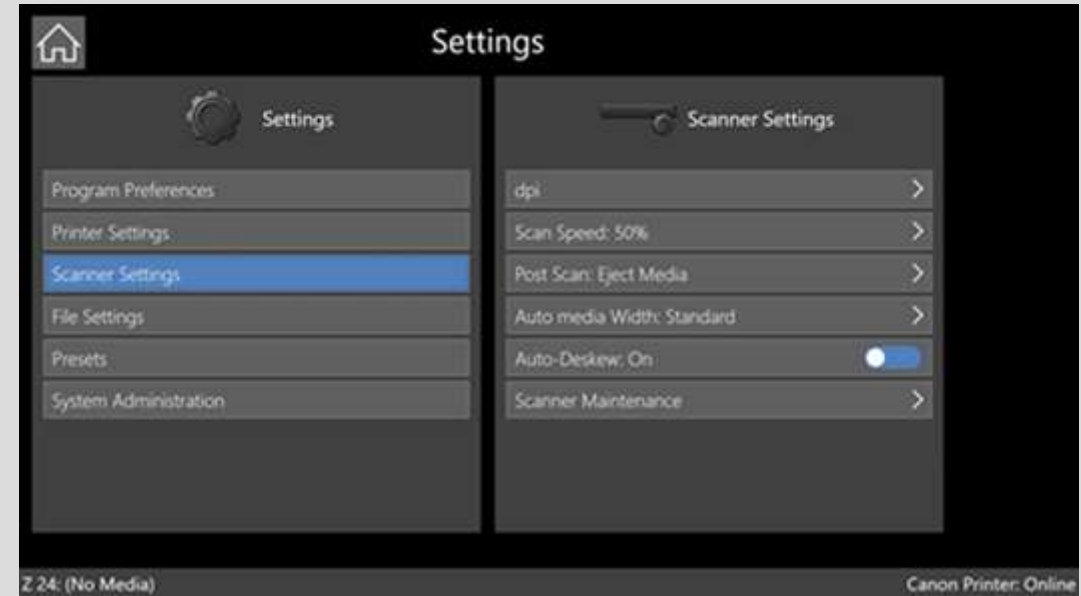 Settings
Settings
Program Preferences
Printer Settings
Scanner Settings
File Settings
Presets
System Administration
Scanner Settings
dpi
Scan Speed: 50%
Post Scan: Eject Media
Auto media Width: Standard
Auto-Deskew: On
Scanner Maintenance
Z 24: (No Media)
Canon Printer: Online